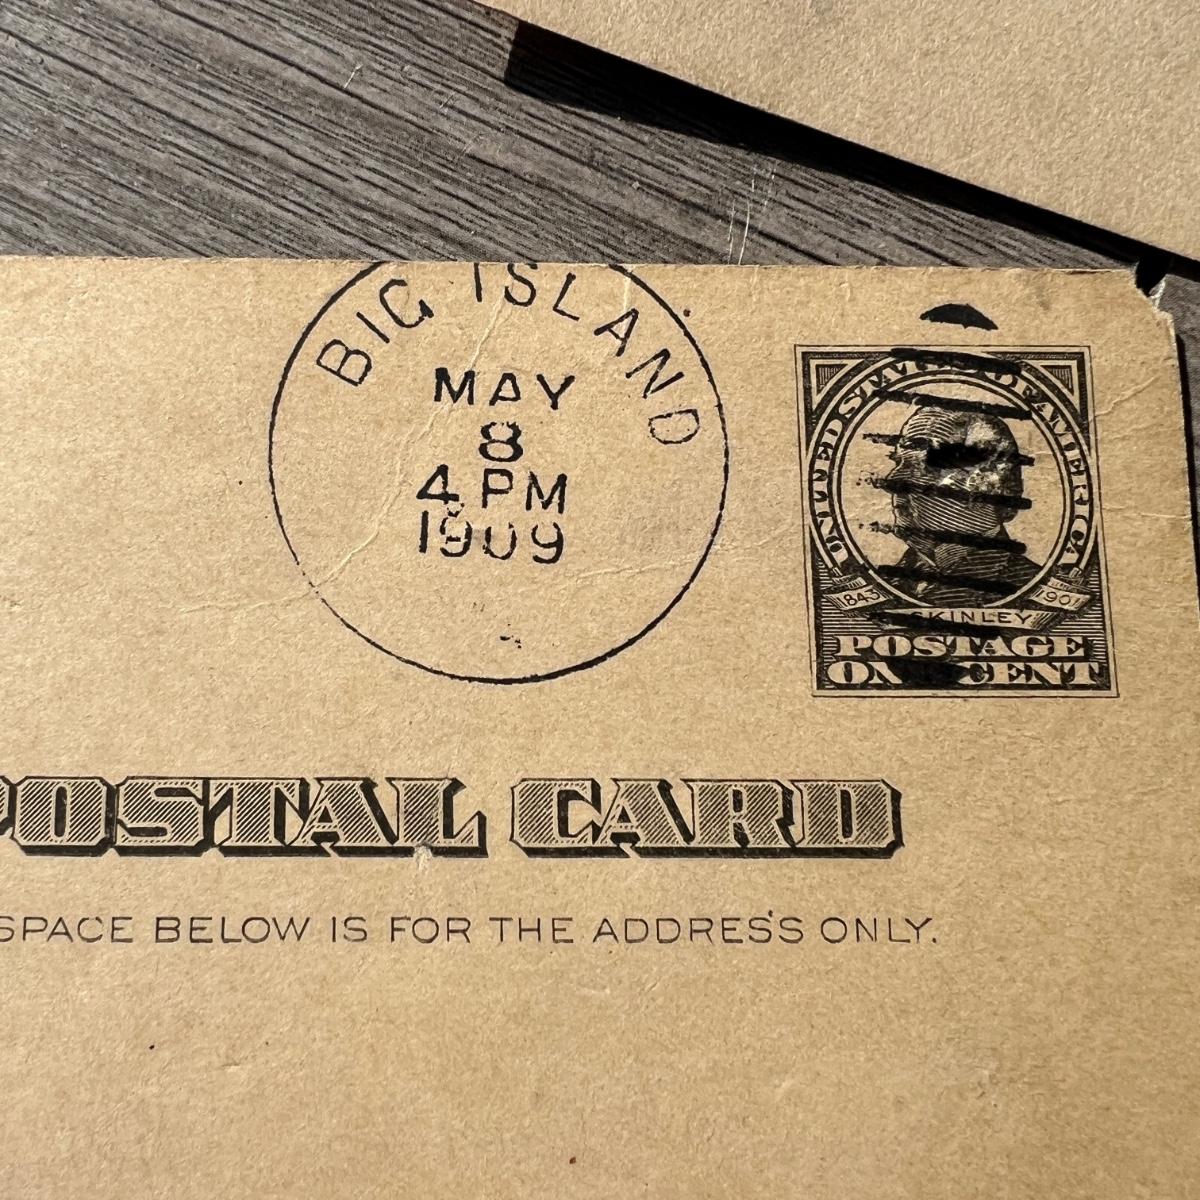 BIG ISLAND
MAY
8
4 PM
1909
UNITED STATES OF AMERICA
1843 1901
POSTAGE
ONE CENT
POSTAL CARD
SPACE BELOW IS FOR THE ADDRESS ONLY.